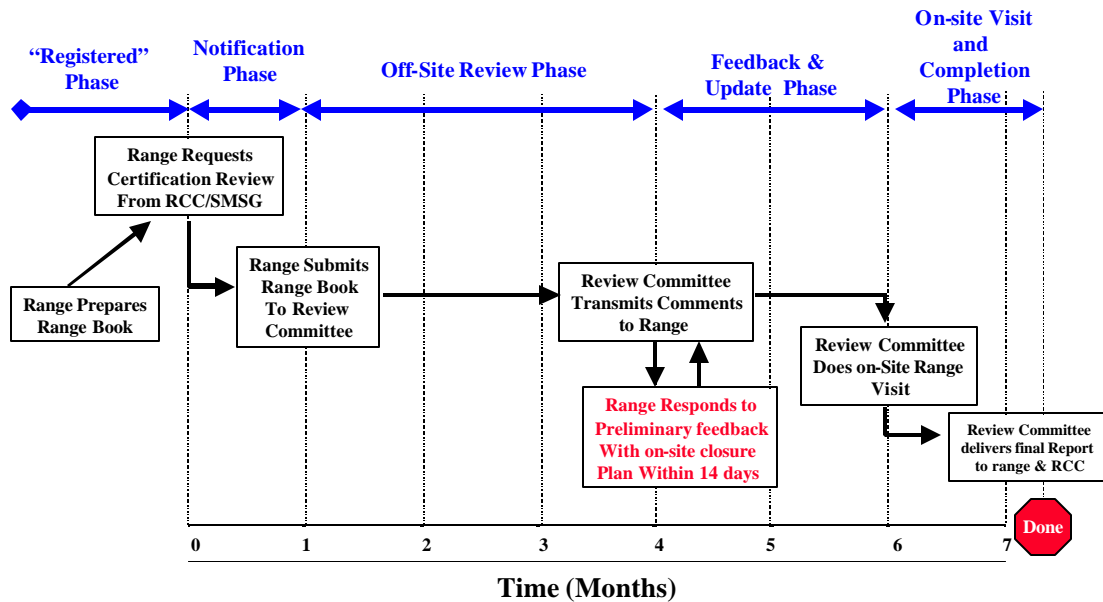 “Registered”
Phase
Notification
Phase
Off-Site Review Phase
Feedback &
Update Phase
On-site Visit
and
Completion
Phase
Range Requests
Certification Review
From RCC/SMSG
Range Prepares
Range Book
Range Submits
Range Book
To Review
Committee
Review Committee
Transmits Comments
to Range
Range Responds to
Preliminary feedback
With on-site closure
Plan Within 14 days
Review Committee
Does on-Site Range
Visit
Review Committee
delivers final Report
to range & RCC
Done
0 1 2 3 4 5 6 7
Time (Months)